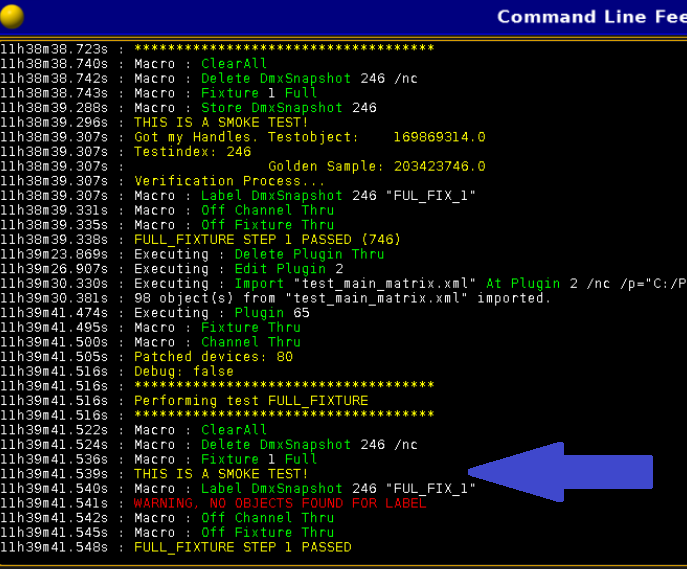 Command Line Fee
11h38m38.723s : ************************************
11h38m38.740s : Macro : ClearAll
11h38m38.742s : Macro : Delete DmxSnapshot 246 /nc
11h38m38.743s : Macro : Fixture 1 Full
11h38m39.288s : Macro : Store DmxSnapshot 246
11h38m39.296s : THIS IS A SMOKE TEST!
11h38m39.307s : Got my Handles. Testobject:    169869314.0
11h38m39.307s : Testindex: 246
11h38m39.307s :                 Golden Sample: 203423746.0
11h38m39.307s : Verification Process...
11h38m39.307s : Macro : Label DmxSnapshot 246 "FUL_FIX_1"
11h38m39.331s : Macro : Off Channel Thru
11h38m39.335s : Macro : Off Fixture Thru
11h38m39.338s : FULL_FIXTURE STEP 1 PASSED (746)
11h39m23.869s : Executing : Delete Plugin Thru
11h39m26.907s : Executing : Edit Plugin 2
11h39m30.330s : Executing : Import "test_main_matrix.xml" At Plugin 2 /nc /p="C:/P
11h39m30.381s : 98 object(s) from "test_main_matrix.xml" imported.
11h39m41.474s : Executing : Plugin 65
11h39m41.495s : Macro : Fixture Thru
11h39m41.500s : Macro : Channel Thru
11h39m41.505s : Patched devices: 80
11h39m41.516s : Debug: false
11h39m41.516s : ************************************
11h39m41.516s : Performing test FULL_FIXTURE
11h39m41.516s : ************************************
11h39m41.522s : Macro : ClearAll
11h39m41.524s : Macro : Delete DmxSnapshot 246 /nc
11h39m41.536s : Macro : Fixture 1 Full
11h39m41.539s : THIS IS A SMOKE TEST!
11h39m41.540s : Macro : Label DmxSnapshot 246 "FUL_FIX_1"
11h39m41.541s : WARNING, NO OBJECTS FOUND FOR LABEL
11h39m41.542s : Macro : Off Channel Thru
11h39m41.545s : Macro : Off Fixture Thru
11h39m41.548s : FULL_FIXTURE STEP 1 PASSED